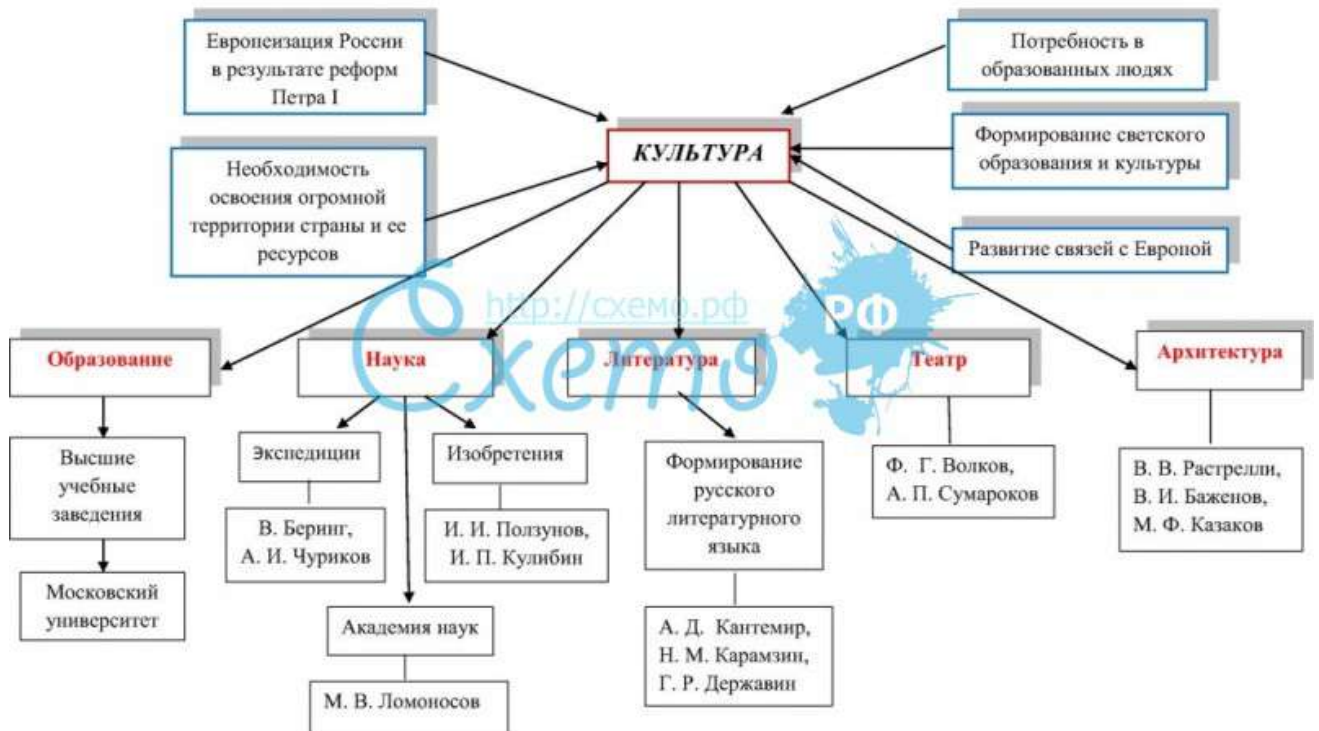 Европеизация России
в результате реформ
Петра I
Потребность в
образованных людях
КУЛЬТУРА
Формирование светского
образования и культуры
Необходимость
освоения огромной
территории страны и ее
ресурсов
Развитие связей с Европой
http://схемо.рф
Схемо
РФ
Образование
Наука
Литература
Театр
Архитектура
Высшие
учебные
заведения
Московский
университет
Экспедиции
В. Беринг,
А. И. Чуриков
Изобретения
И. И. Ползунов,
И. П. Кулибин
Академия наук
М. В. Ломоносов
Формирование
русского
литературного
языка
А. Д. Кантемир,
Н. М. Карамзин,
Г. Р. Державин
Ф. Г. Волков,
А. П. Сумароков
В. В. Растрелли,
В. И. Баженов,
М. Ф. Казаков